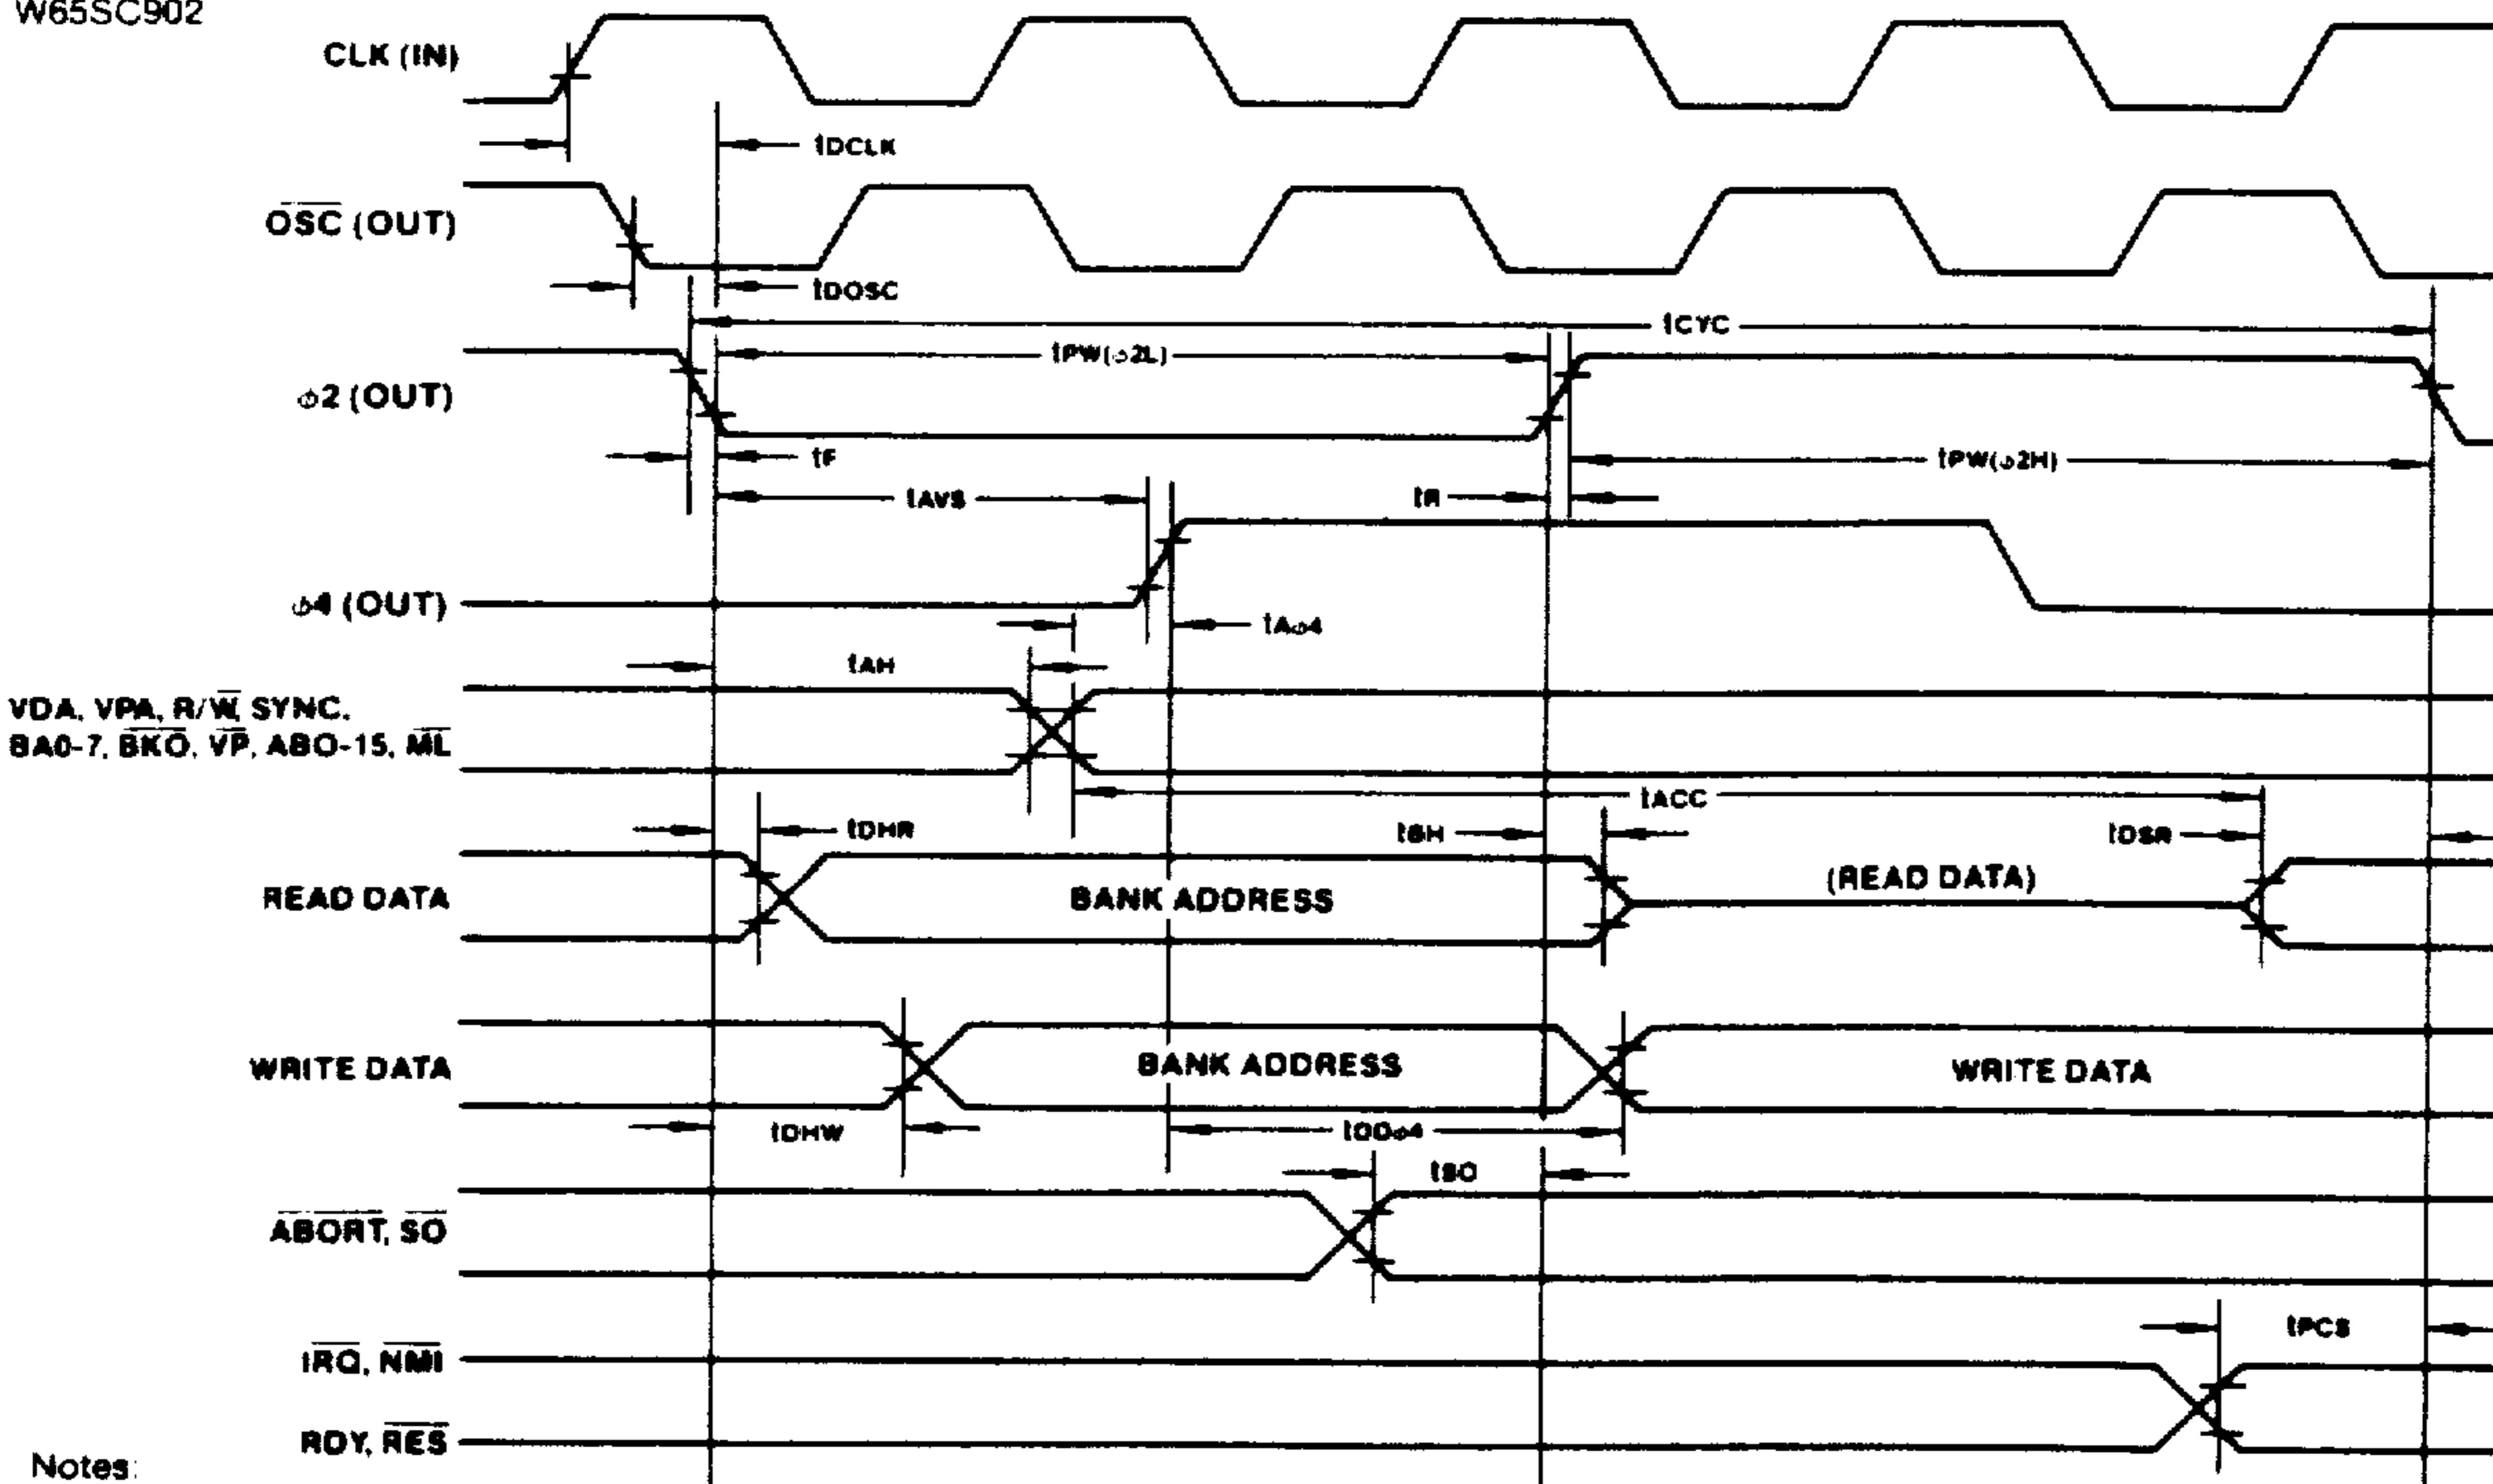 W65SC902
CLK (IN)
tDCLK
OSC (OUT)
tDOSC
tCYC
tPW(φ2L)
φ2 (OUT)
tF
tPW(φ2H)
tAVS
tR
φ4 (OUT)
tAφ4
tAH
VDA, VPA, R/W, SYNC,
BA0-7, BKO, VP, ABO-15, ML
tACC
tDHR
tBH
tDSR
READ DATA
BANK ADDRESS
(READ DATA)
WRITE DATA
BANK ADDRESS
WRITE DATA
tDHW
tDDφ4
tSO
ABORT, SO
tPCS
IRQ, NMI
RDY, RES
Notes: